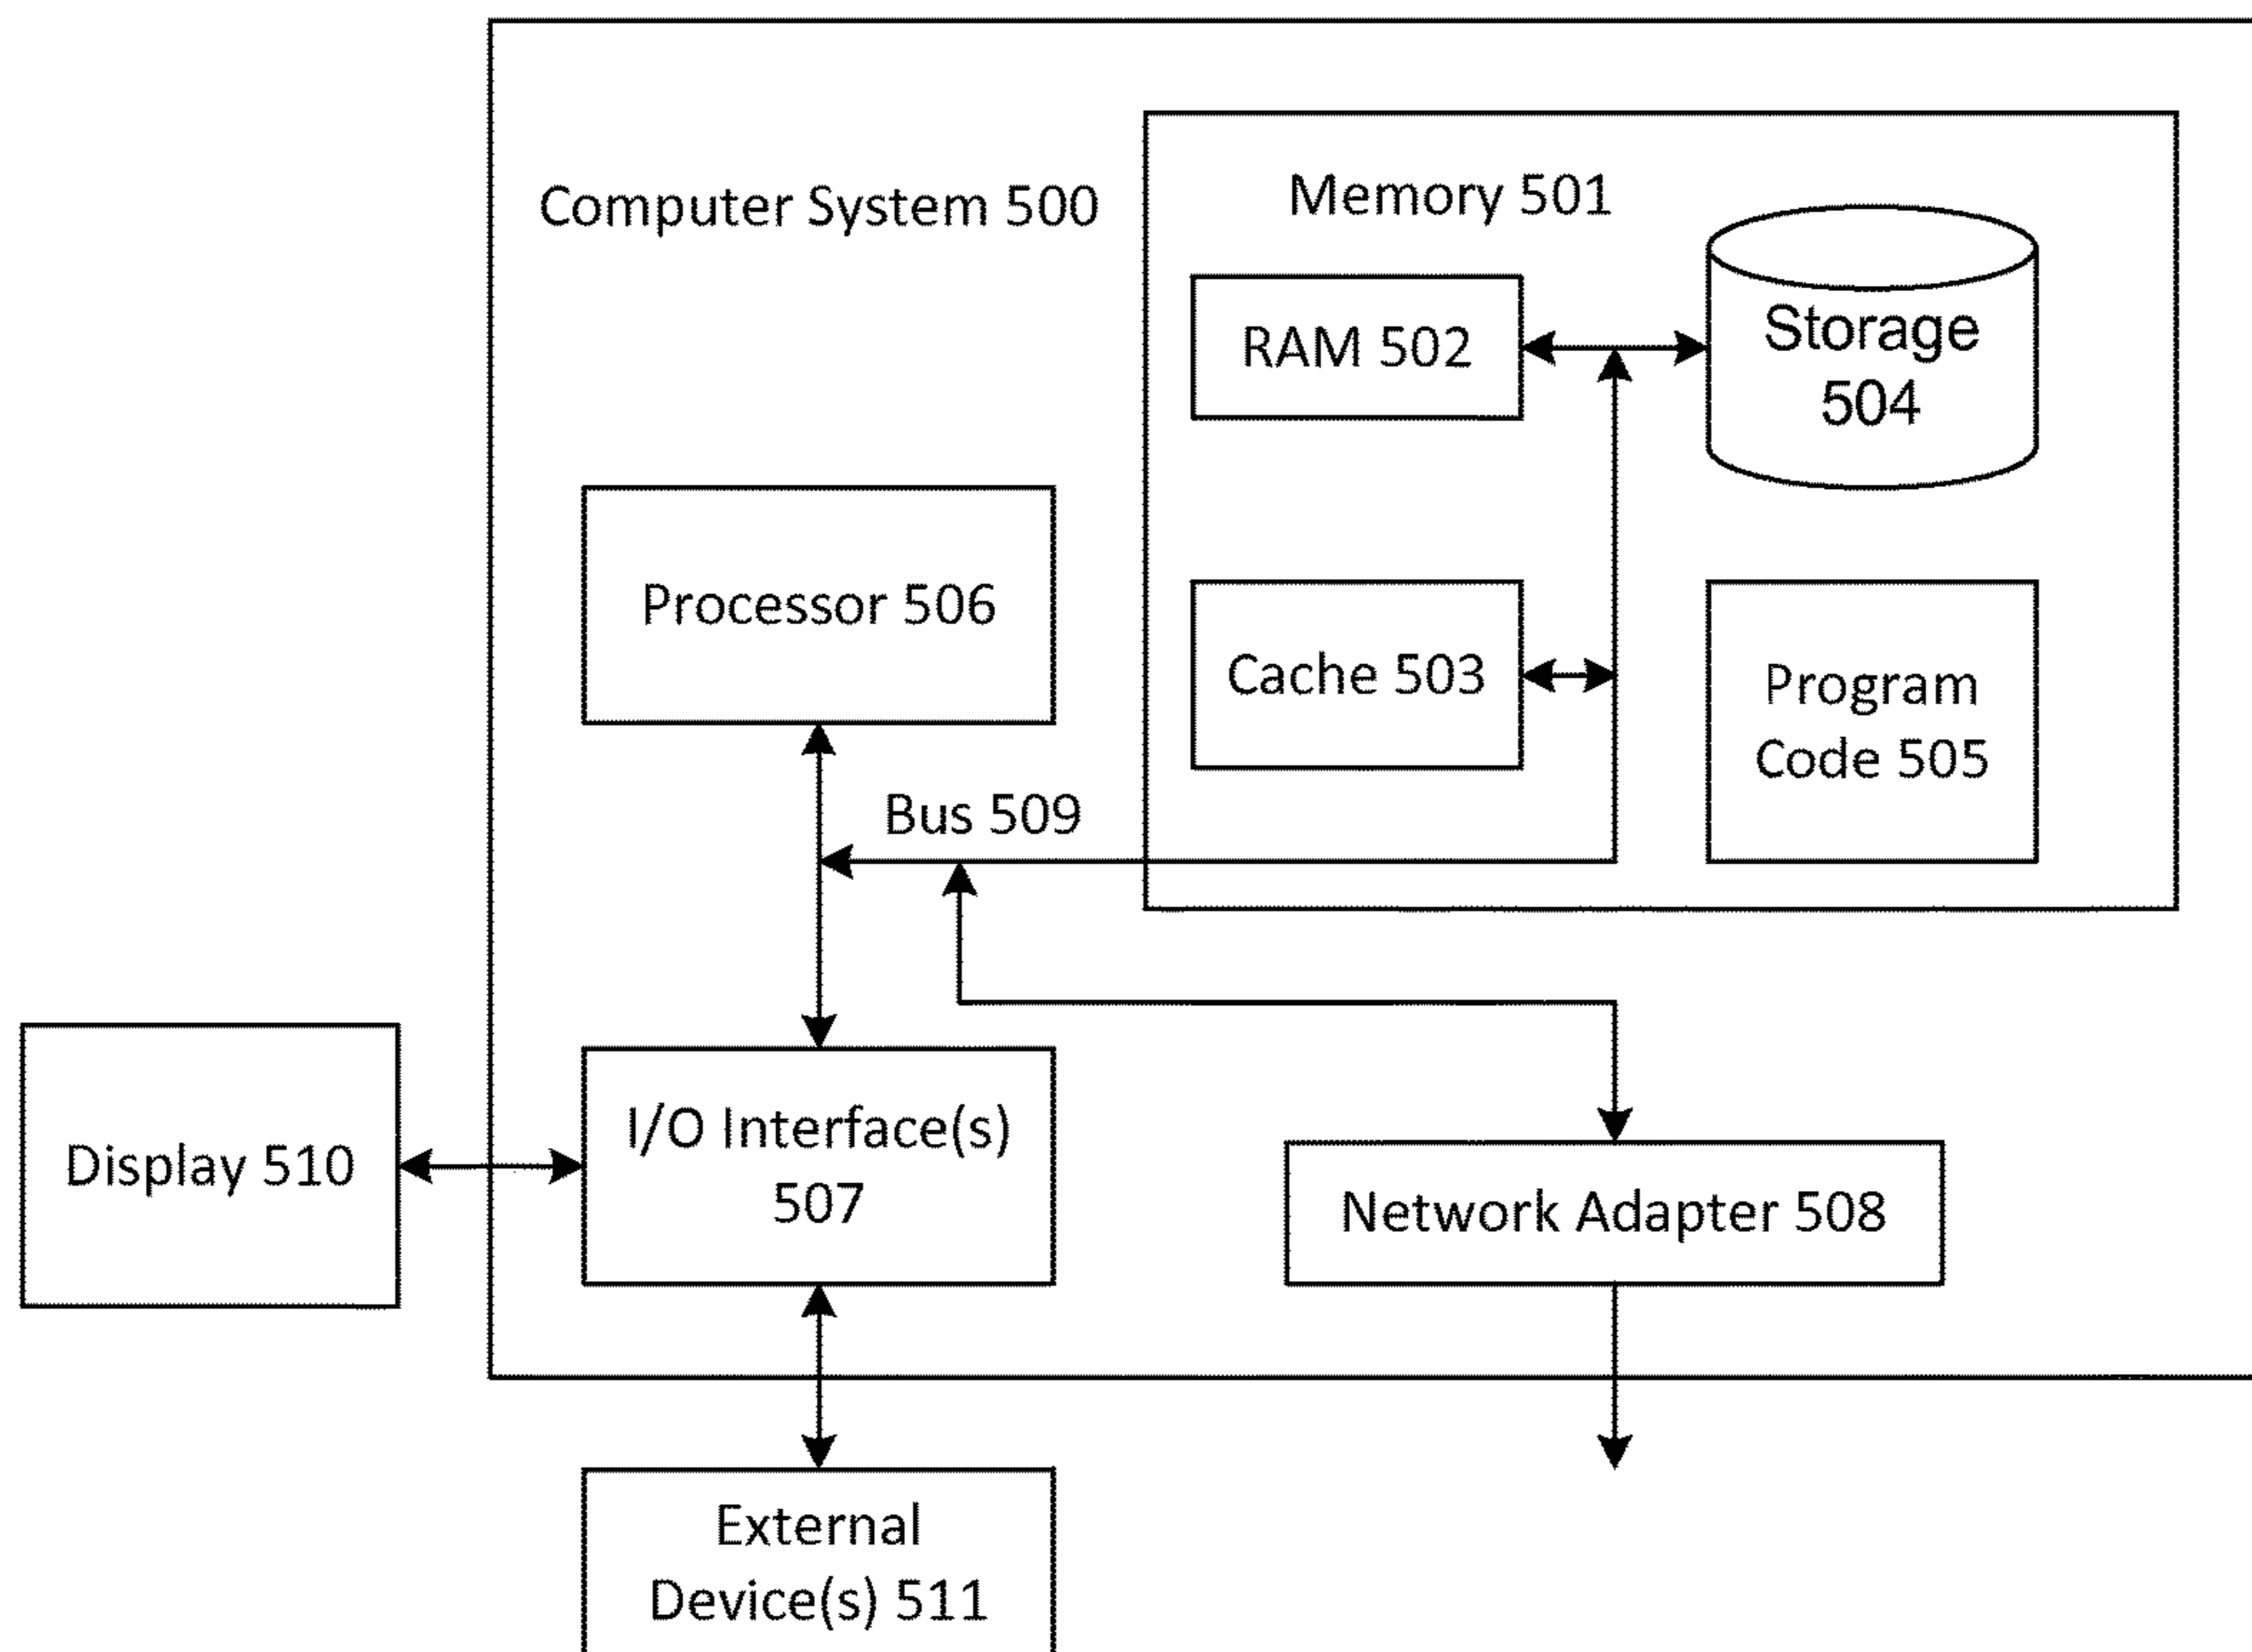 Computer System 500
Memory 501
RAM 502
Storage
504
Processor 506
Cache 503
Program
Code 505
Bus 509
Display 510
I/O Interface(s)
507
Network Adapter 508
External
Device(s) 511